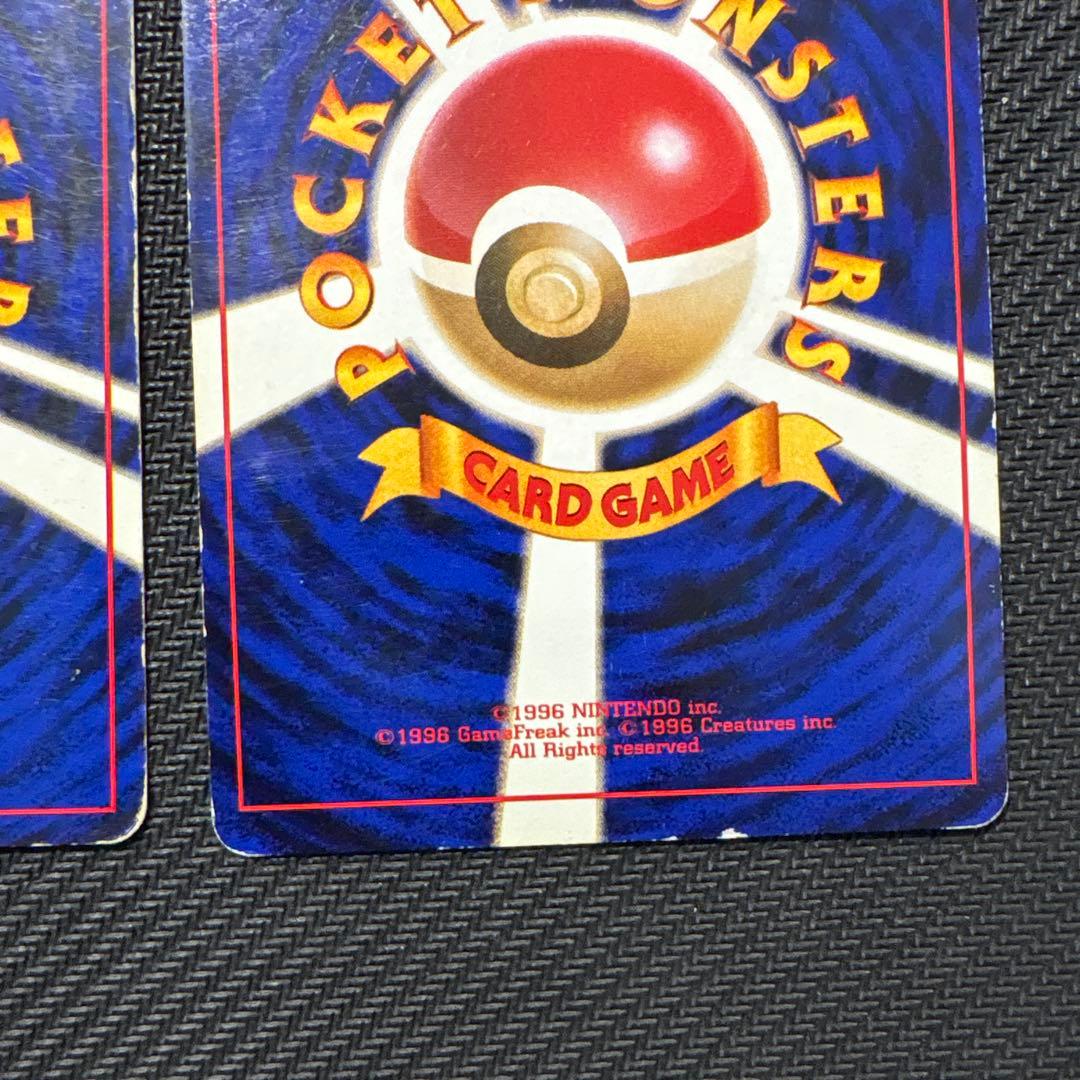 POCKET MONSTERS
CARD GAME
©1996 NINTENDO inc.
©1996 GameFreak inc. ©1996 Creatures inc.
All Rights reserved.